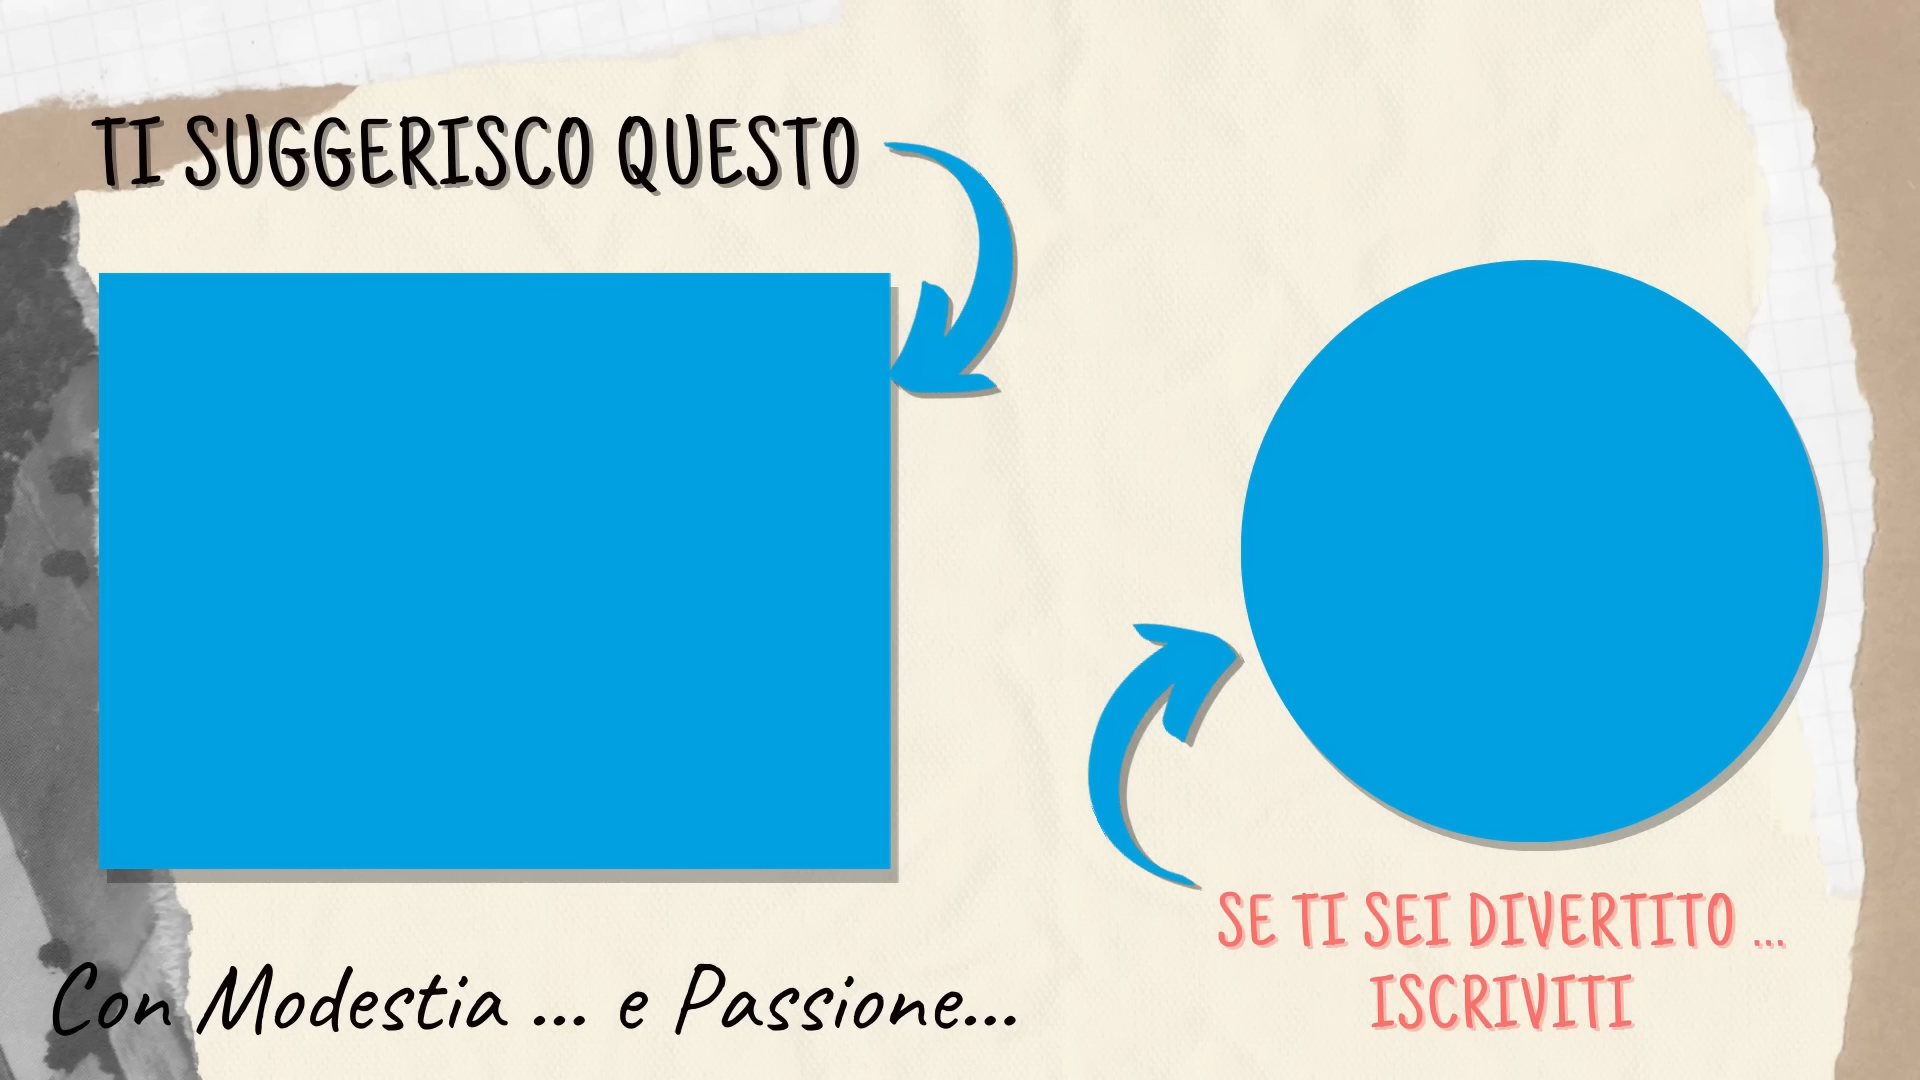 TI SUGGERISCO QUESTO
SE TI SEI DIVERTITO ...
ISCRIVITI
Con Modestia ... e Passione...